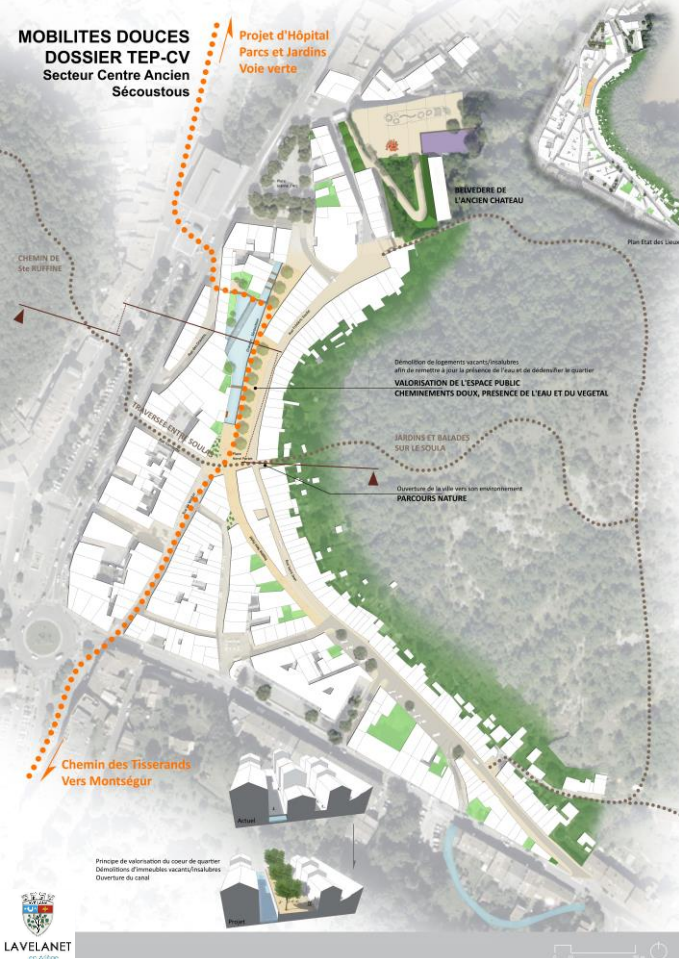 MOBILITES DOUCES
DOSSIER TEP-CV
Secteur Centre Ancien
Sécoustous
Projet d'Hôpital
Parcs et Jardins
Voie verte
BELVEDERE DE
L'ANCIEN CHATEAU
Plan Etat des Lieux
CHEMIN DE
Ste RUFFINE
Démolition de logements vacants/insalubres
afin de remettre à jour la présence de l'eau et de dédensifier le quartier
VALORISATION DE L'ESPACE PUBLIC
CHEMINEMENTS DOUX, PRESENCE DE L'EAU ET DU VEGETAL
TRAVERSEE ENTRE SOULAS
JARDINS ET BALADES
SUR LE SOULA
Ouverture de la ville vers son environnement
PARCOURS NATURE
Chemin des Tisserands
Vers Montségur
Actuel
Principe de valorisation du coeur de quartier
Démolitions d'immeubles vacants/insalubres
Ouverture du canal
Projet
LAVELANET